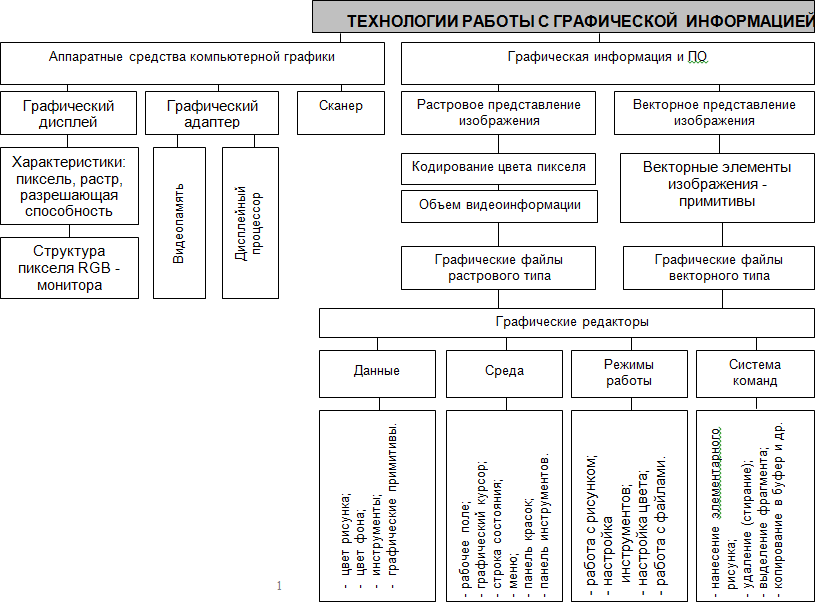 ТЕХНОЛОГИИ РАБОТЫ С ГРАФИЧЕСКОЙ ИНФОРМАЦИЕЙ
Аппаратные средства компьютерной графики
Графическая информация и ПО
Графический
дисплей
Графический
адаптер
Сканер
Растровое представление
изображения
Векторное представление
изображения
Характеристики:
пиксель, растр,
разрешающая
способность
Видеопамять
Дисплейный
процессор
Кодирование цвета пикселя
Объем видеоинформации
Векторные элементы
изображения -
примитивы
Структура
пикселя RGB -
монитора
Графические файлы
растрового типа
Графические файлы
векторного типа
Графические редакторы
Данные
Среда
Режимы
работы
Система
команд
- цвет рисунка;
- цвет фона;
- инструменты;
- графические примитивы.
- рабочее поле;
- графический курсор;
- строка состояния;
- меню;
- панель красок;
- панель инструментов.
- работа с рисунком;
- настройка
инструментов;
- настройка цвета;
- работа с файлами.
- нанесение элементарного
рисунка;
- удаление (стирание);
- выделение фрагмента;
- копирование в буфер и др.
1